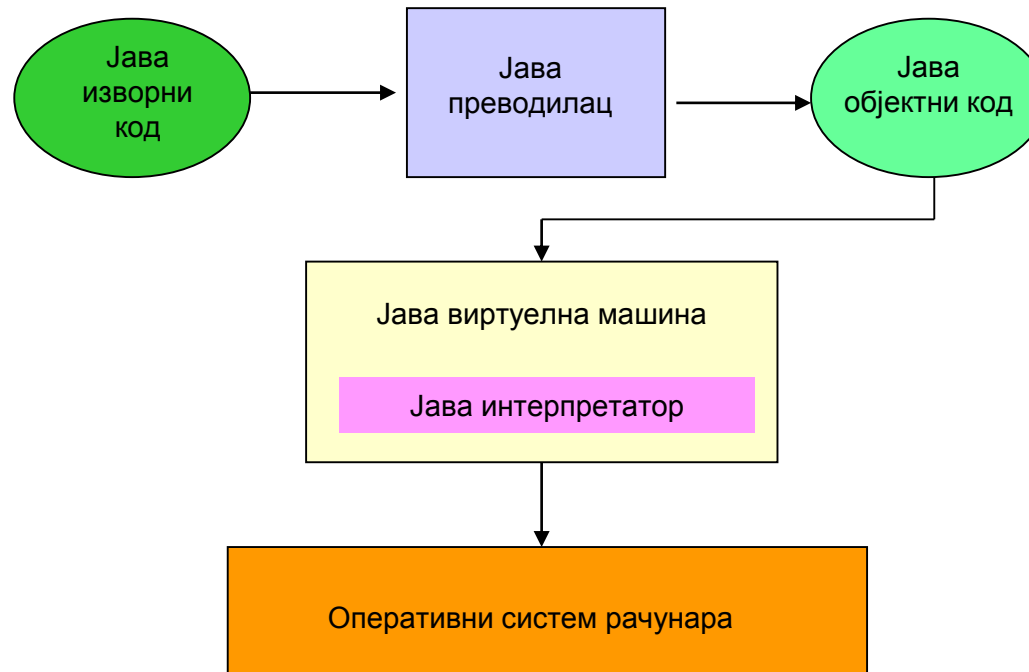 Јава
изворни
код
Јава
преводилац
Јава
објектни код
Јава виртуелна машина
Јава интерпретатор
Оперативни систем рачунара